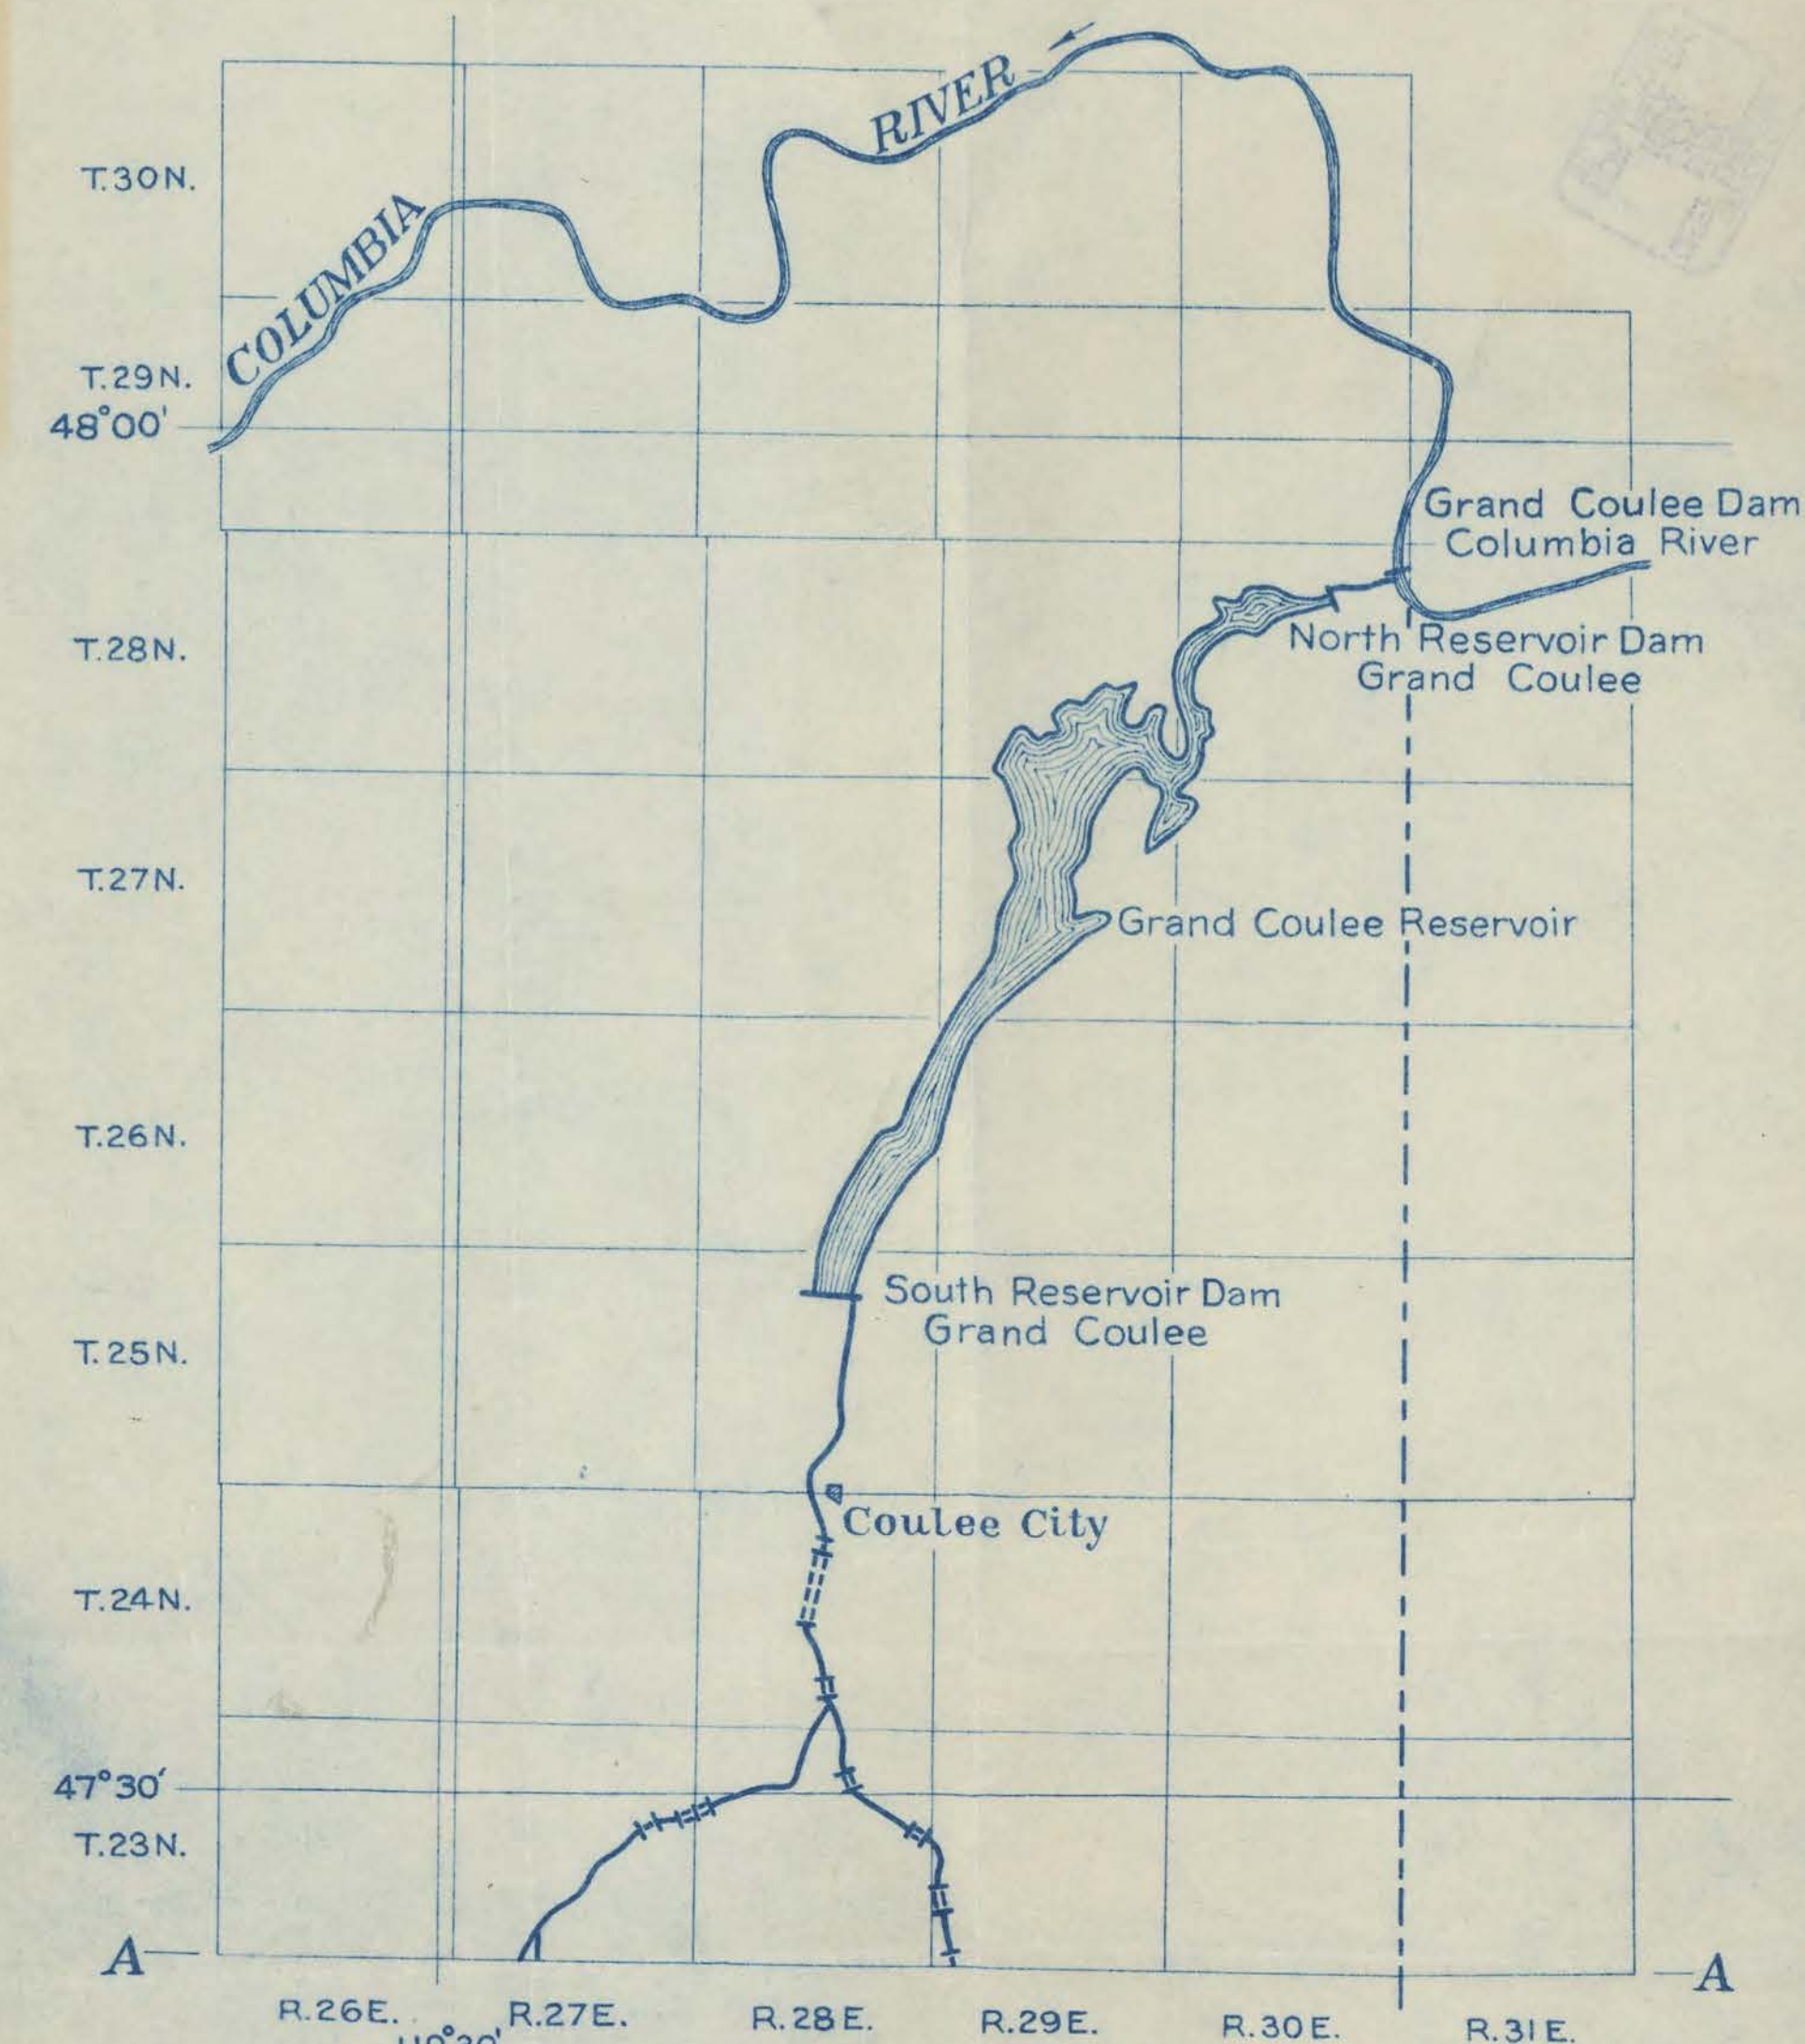 COLUMBIA RIVER
T.30N.
T.29N.
48°00'
Grand Coulee Dam
Columbia River
North Reservoir Dam
Grand Coulee
T.28N.
T.27N.
Grand Coulee Reservoir
T.26N.
South Reservoir Dam
Grand Coulee
T.25N.
Coulee City
T.24N.
47°30'
T.23N.
A A
R.26E. R.27E. R.28E. R.29E. R.30E. R.31E.